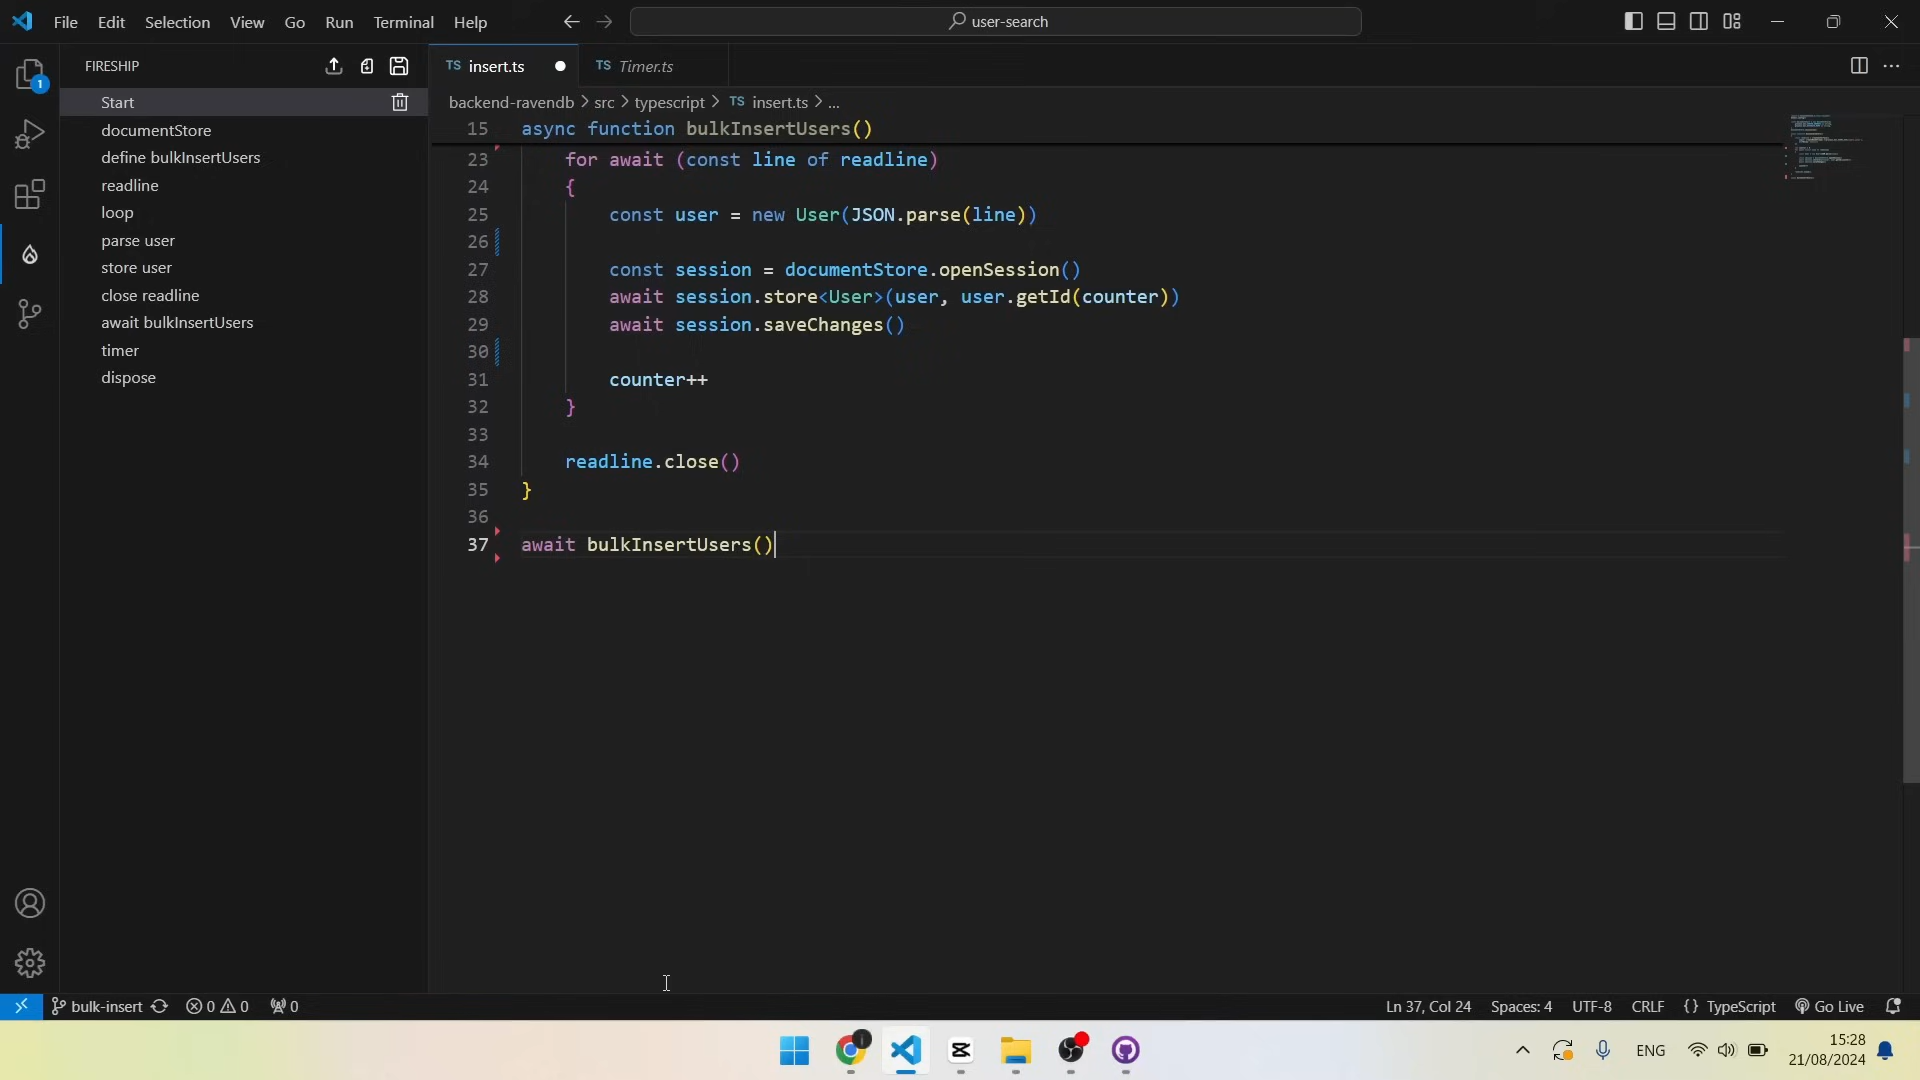 File Edit Selection View Go Run Terminal Help
user-search
FIRESHIP
Start
documentStore
define bulkInsertUsers
readline
loop
parse user
store user
close readline
await bulkInsertUsers
timer
dispose
1
TS insert.ts
TS Timer.ts
backend-ravendb > src > typescript > TS insert.ts > ...
15 async function bulkInsertUsers()
23 for await (const line of readline)
24 {
25 const user = new User(JSON.parse(line))
26
27 const session = documentStore.openSession()
28 await session.store<User>(user, user.getId(counter))
29 await session.saveChanges()
30
31 counter++
32 }
33
34 readline.close()
35 }
36
37 await bulkInsertUsers()
bulk-insert 0 0 0
Ln 37, Col 24 Spaces: 4 UTF-8 CRLF {} TypeScript Go Live
ENG
15:28
21/08/2024